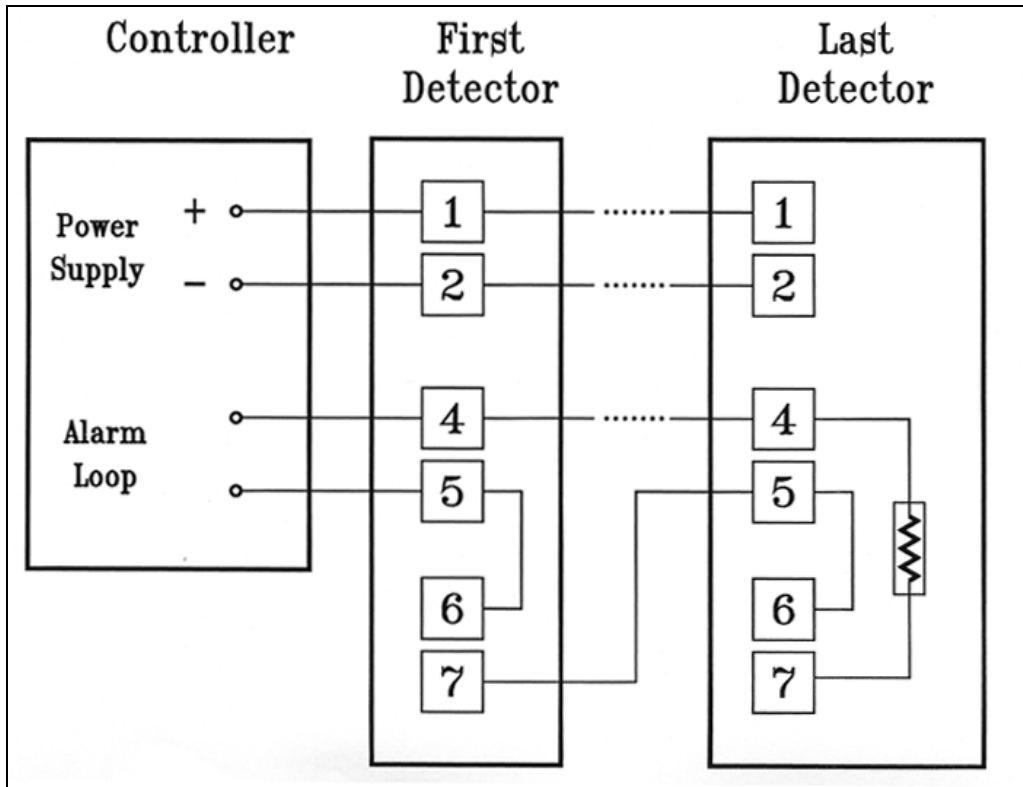 Controller
First
Detector
Last
Detector
Power
Supply
+
-
Alarm
Loop
1
2
4
5
6
7
1
2
4
5
6
7